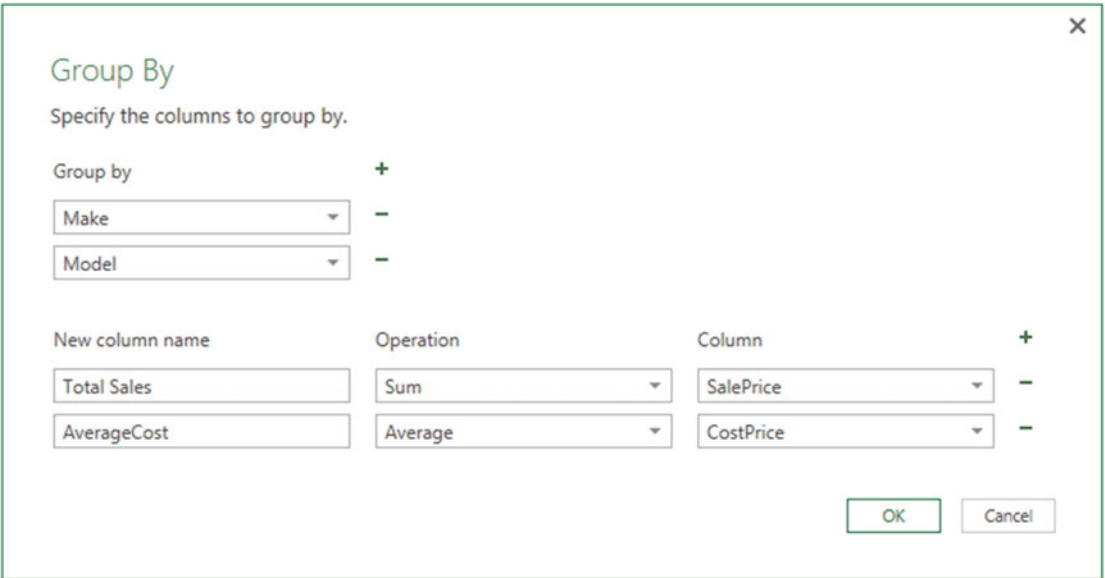 Group By
Specify the columns to group by.
Group by
Make
Model
New column name Operation Column
Total Sales Sum SalePrice
AverageCost Average CostPrice
OK Cancel